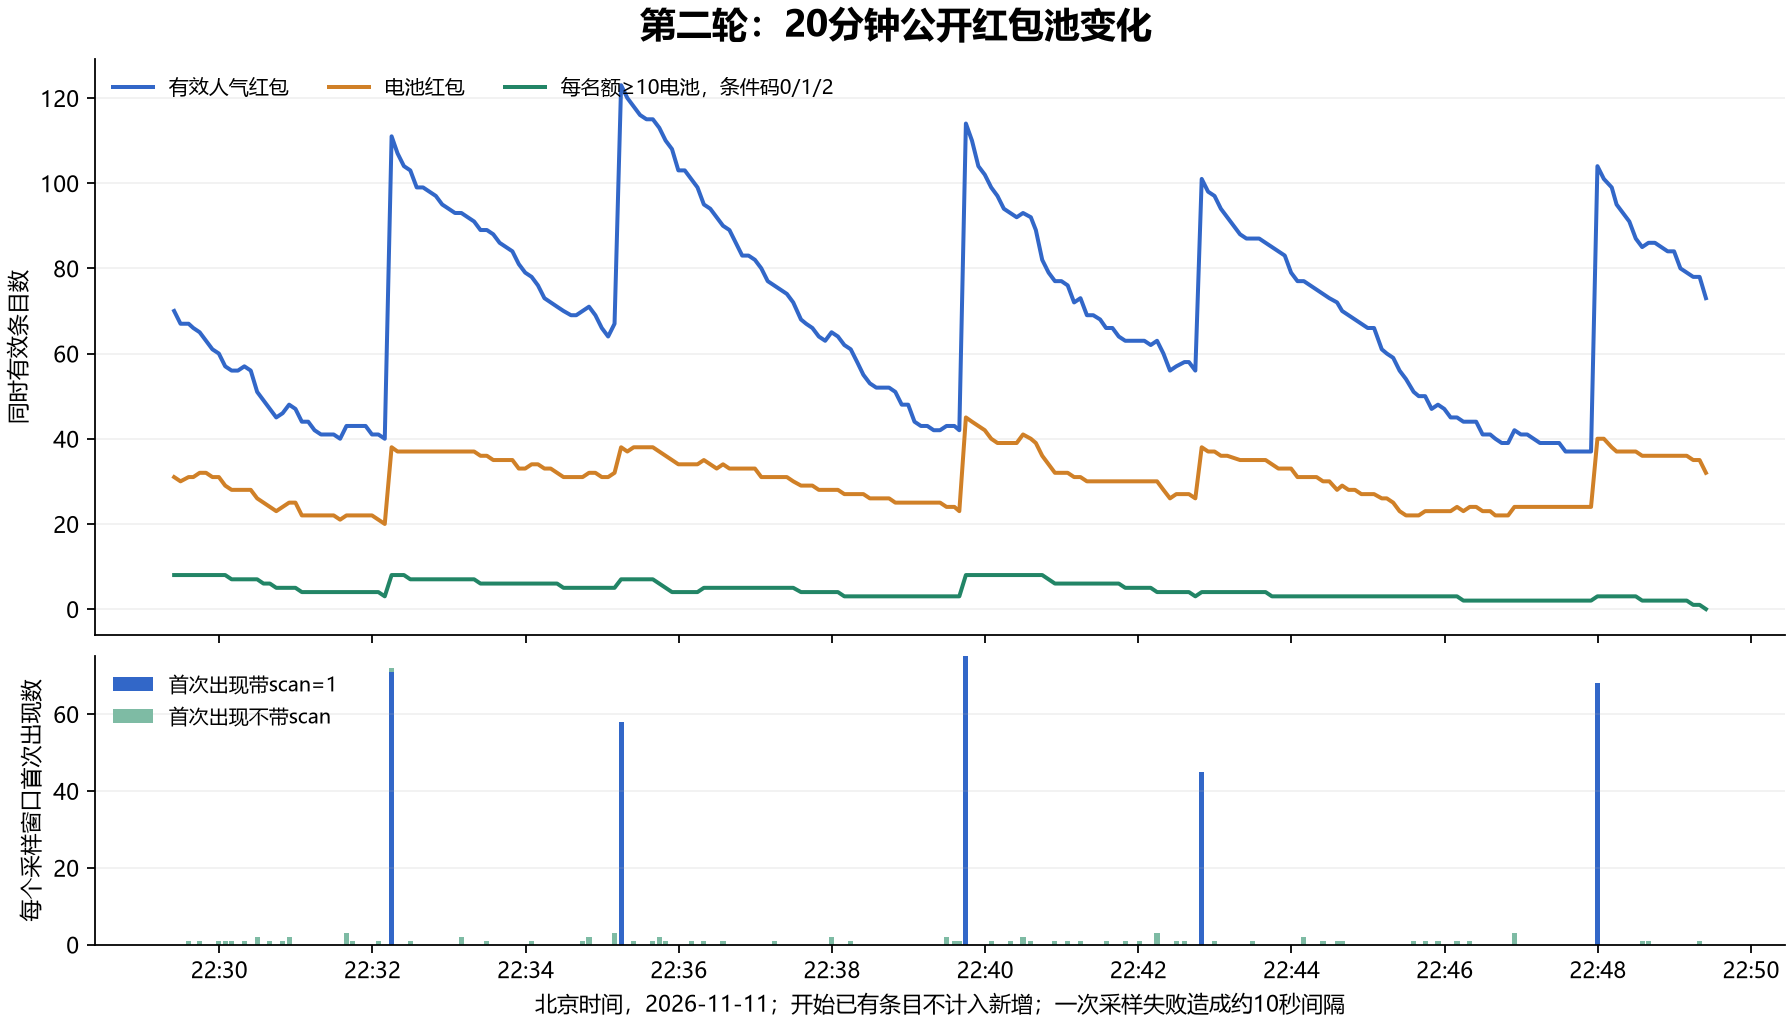 第二轮：20分钟公开红包池变化
有效人气红包
电池红包
每名额≥10电池，条件码0/1/2
同时有效条目数
120
100
80
60
40
20
0
首次出现带scan=1
首次出现不带scan
每个采样窗口首次出现数
60
40
20
0
22:30
22:32
22:34
22:36
22:38
22:40
22:42
22:44
22:46
22:48
22:50
北京时间，2026-11-11；开始已有条目不计入新增；一次采样失败造成约10秒间隔